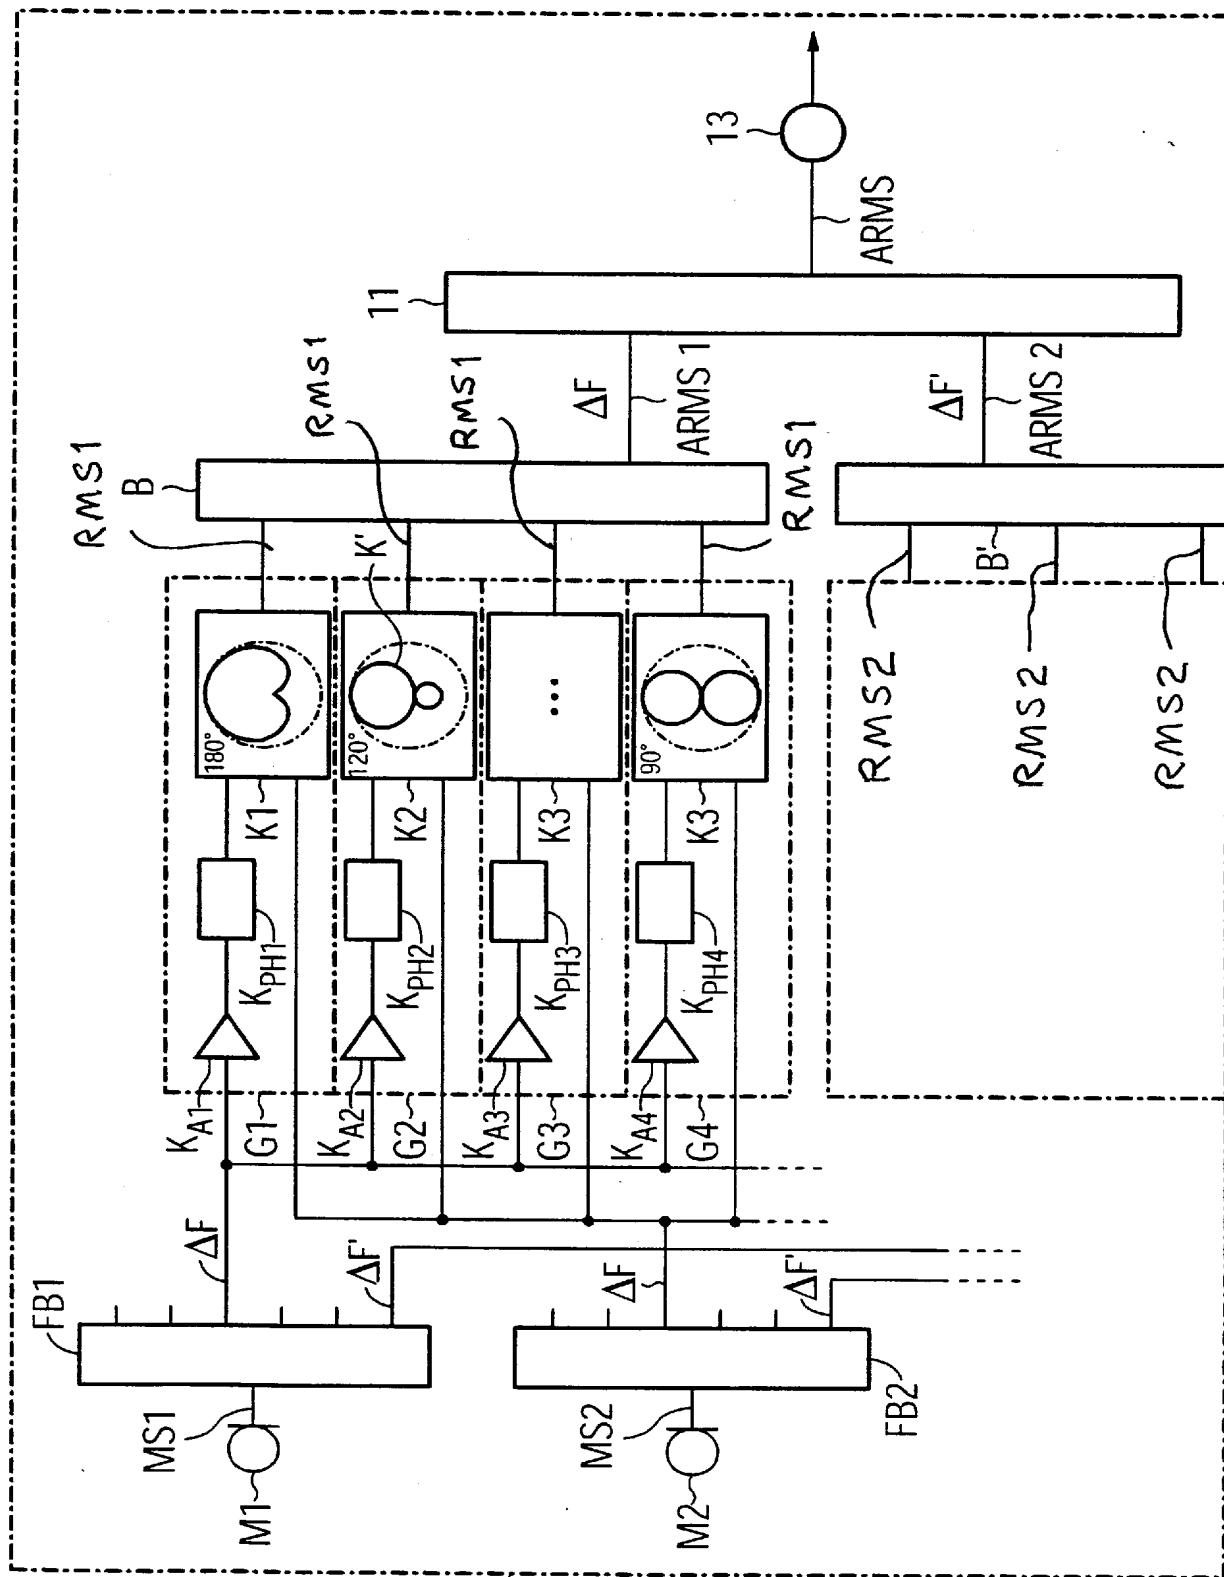 M1
MS1
FB1
ΔF
ΔF'
M2
MS2
FB2
ΔF
ΔF'
KA1
G1
KPH1
K1
180°
RMS1
B
KA2
G2
KPH2
K2
120°
K'
RMS1
KA3
G3
KPH3
K3
...
RMS1
KA4
G4
KPH4
K3
90°
RMS1
ΔF
ARMS 1
RMS2
B'
RMS2
RMS2
ΔF'
ARMS 2
11
ARMS
13